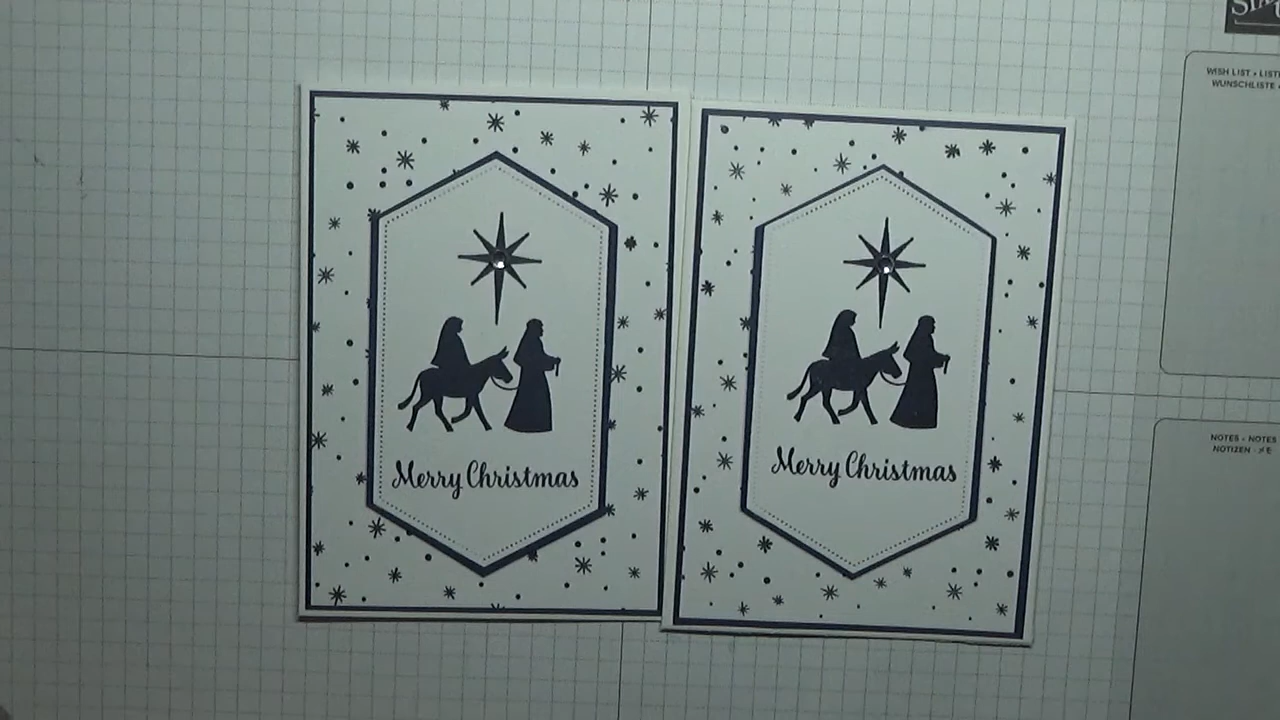 WISH LIST • LIST
WUNSCHLISTE •
Merry Christmas
Merry Christmas
NOTES • NOTES
NOTIZEN